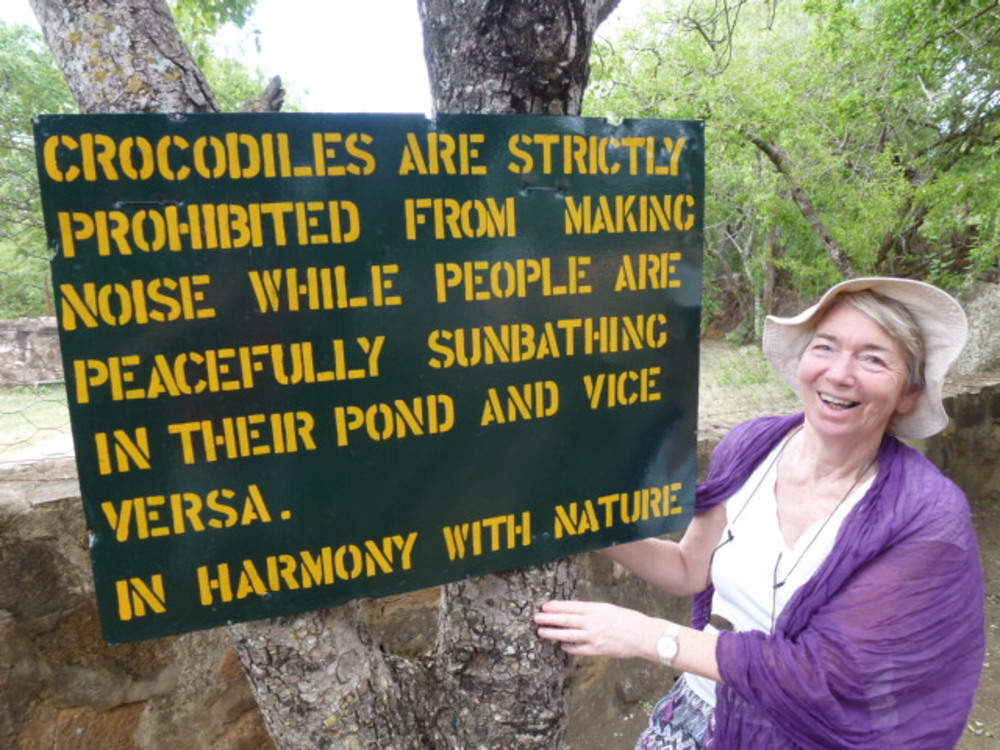 CROCODILES ARE STRICTLY
PROHIBITED FROM MAKING
NOISE WHILE PEOPLE ARE
PEACEFULLY SUNBATHING
IN THEIR POND AND VICE
VERSA.
IN HARMONY WITH NATURE